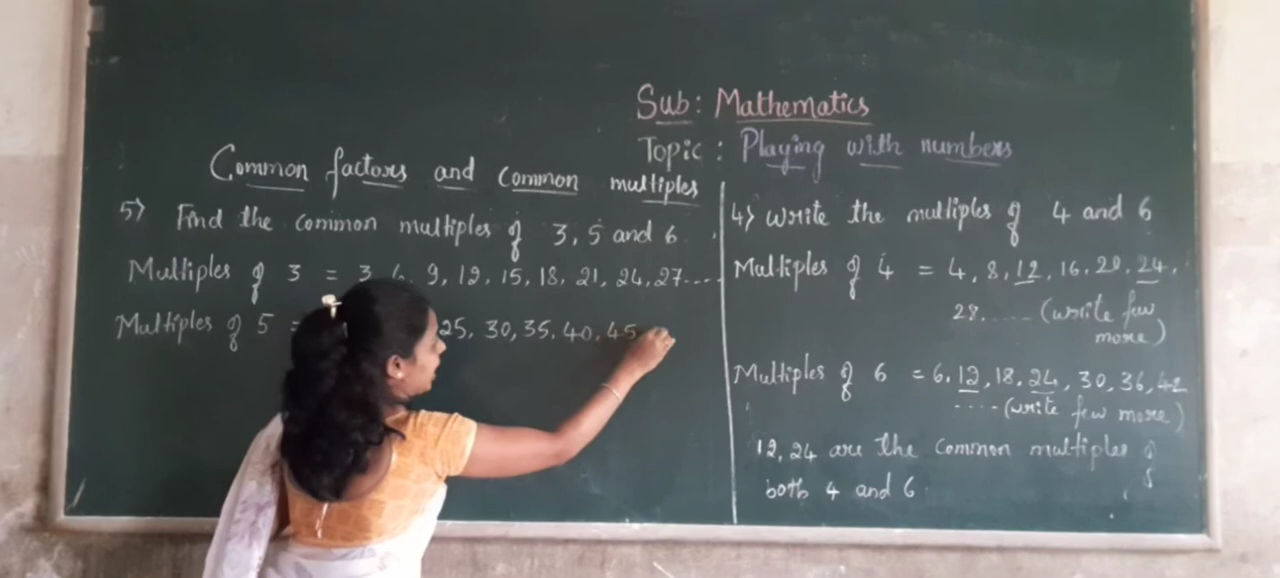 Sub: Mathematics
Topic: Playing with numbers
Common factors and common multiples
5) Find the common multiples of 3, 5 and 6.
Multiples of 3 = 3, 6, 9, 12, 15, 18, 21, 24, 27....
Multiples of 5 = 25, 30, 35, 40, 45
4) Write the multiples of 4 and 6
Multiples of 4 = 4, 8, 12, 16, 20, 24,
28, ..... (write few
more)
Multiples of 6 = 6, 12, 18, 24, 30, 36, 42
.... (write few more)
12, 24 are the common multiples of
both 4 and 6